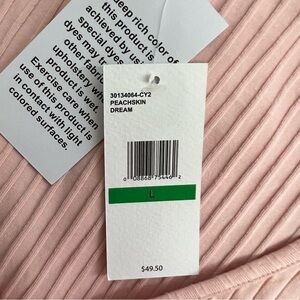 deep rich color of
this product is
achieved by us
special dyes
dyes may
other fabri
upholstery w
product is wet.
Exercise care when
use of this product is
in contact with light
colored surfaces.
30134064-CY2
PEACHSKIN
DREAM
L
$49.50